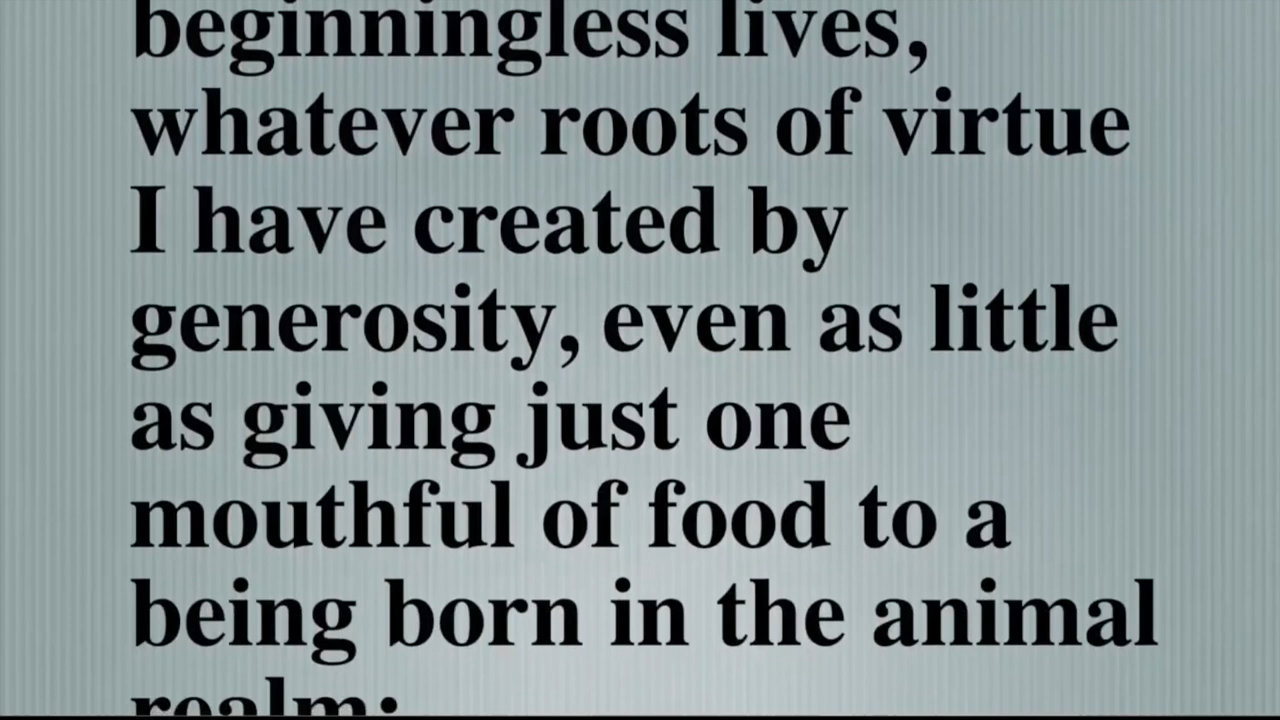 beginningless lives,
whatever roots of virtue
I have created by
generosity, even as little
as giving just one
mouthful of food to a
being born in the animal
realm;